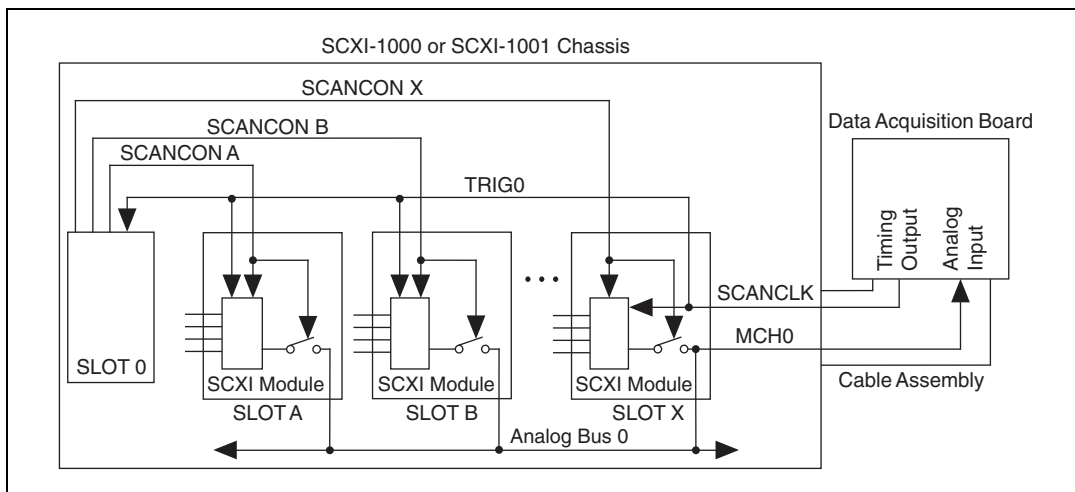 SCXI-1000 or SCXI-1001 Chassis
SCANCON X
SCANCON B
SCANCON A
TRIG0
Data Acquisition Board
Timing
Output
Analog
Input
SCANCLK
MCH0
Cable Assembly
SLOT 0
SCXI Module
SLOT A
SCXI Module
SLOT B
• • •
SCXI Module
SLOT X
Analog Bus 0